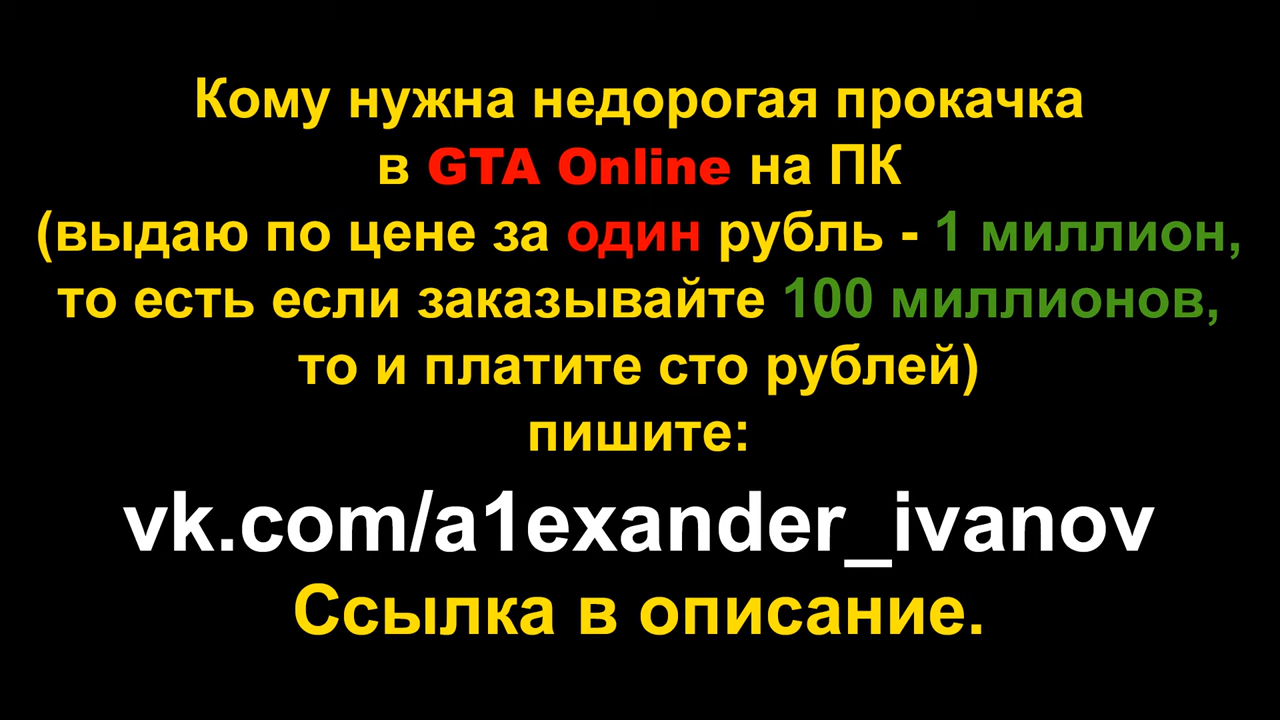 Кому нужна недорогая прокачка
в GTA Online на ПК
(выдаю по цене за один рубль - 1 миллион,
то есть если заказывайте 100 миллионов,
то и платите сто рублей)
пишите:
vk.com/a1exander_ivanov
Ссылка в описание.